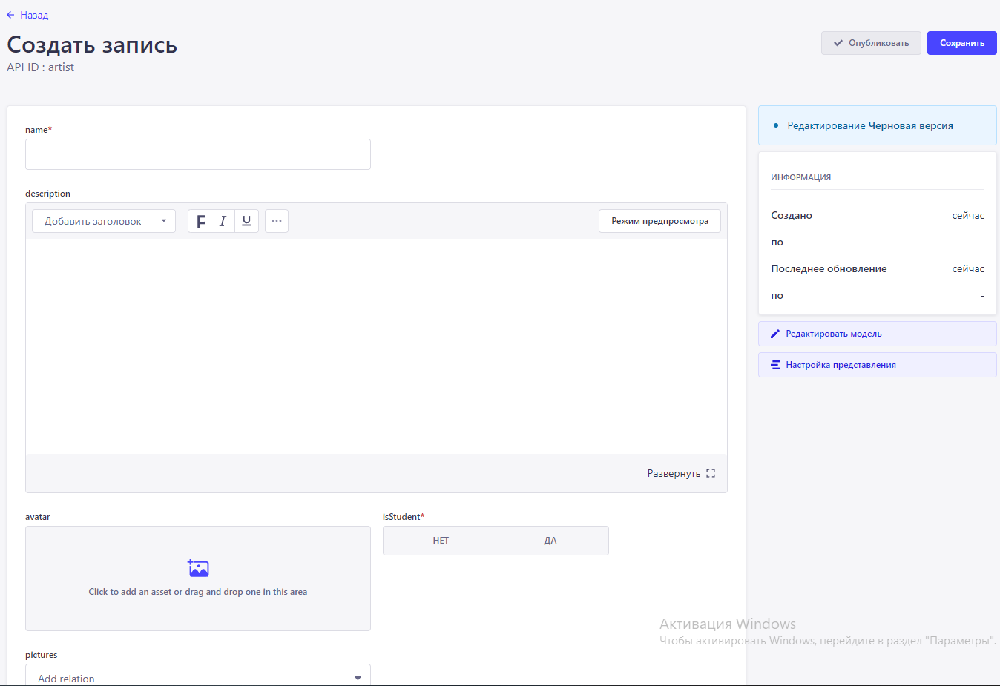 Назад
Создать запись
API ID : artist
Опубликовать
Сохранить
name*
description
Добавить заголовок
F I U
Режим предпросмотра
Развернуть
avatar
Click to add an asset or drag and drop one in this area
isStudent*
НЕТ ДА
pictures
Add relation
Редактирование Черновая версия
ИНФОРМАЦИЯ
Создано сейчас
по -
Последнее обновление сейчас
по -
Редактировать модель
Настройка представления
Активация Windows
Чтобы активировать Windows, перейдите в раздел "Параметры".